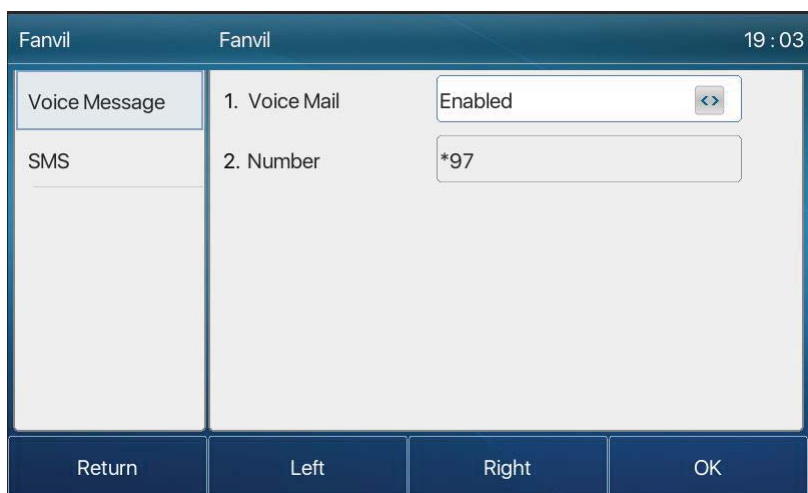 Fanvil Fanvil 19:03
Voice Message 1. Voice Mail Enabled <>
SMS 2. Number *97
Return Left Right OK